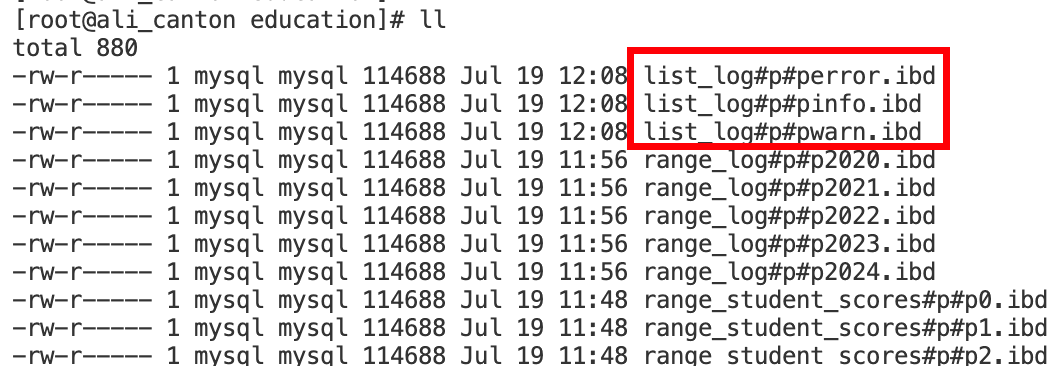 [root@ali_canton education]# ll
total 880
-rw-r----- 1 mysql mysql 114688 Jul 19 12:08 list_log#p#perror.ibd
-rw-r----- 1 mysql mysql 114688 Jul 19 12:08 list_log#p#pinfo.ibd
-rw-r----- 1 mysql mysql 114688 Jul 19 12:08 list_log#p#pwarn.ibd
-rw-r----- 1 mysql mysql 114688 Jul 19 11:56 range_log#p#p2020.ibd
-rw-r----- 1 mysql mysql 114688 Jul 19 11:56 range_log#p#p2021.ibd
-rw-r----- 1 mysql mysql 114688 Jul 19 11:56 range_log#p#p2022.ibd
-rw-r----- 1 mysql mysql 114688 Jul 19 11:56 range_log#p#p2023.ibd
-rw-r----- 1 mysql mysql 114688 Jul 19 11:56 range_log#p#p2024.ibd
-rw-r----- 1 mysql mysql 114688 Jul 19 11:48 range_student_scores#p#p0.ibd
-rw-r----- 1 mysql mysql 114688 Jul 19 11:48 range_student_scores#p#p1.ibd
-rw-r----- 1 mysql mysql 114688 Jul 19 11:48 range_student_scores#p#p2.ibd